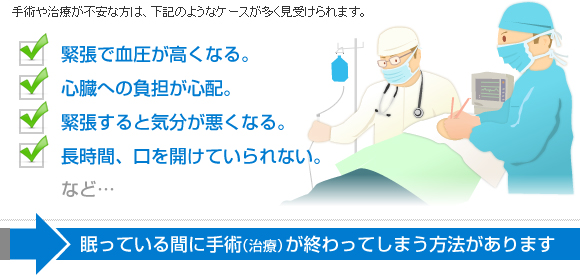 手術や治療が不安な方は、下記のようなケースが多く見受けられます。
緊張で血圧が高くなる。
心臓への負担が心配。
緊張すると気分が悪くなる。
長時間、口を開けていられない。
など…
眠っている間に手術(治療)が終わってしまう方法があります